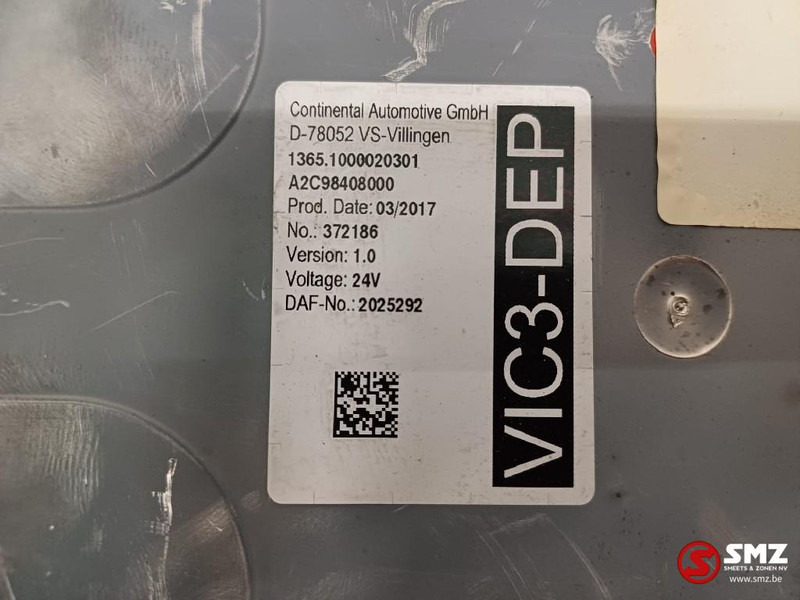 Continental Automotive GmbH
D-78052 VS-Villingen
1365.1000020301
A2C98408000
Prod. Date: 03/2017
No.: 372186
Version: 1.0
Voltage: 24V
DAF-No.: 2025292
VIC3-DEP
SMZ
SMEETS & ZONEN NV
www.smz.be